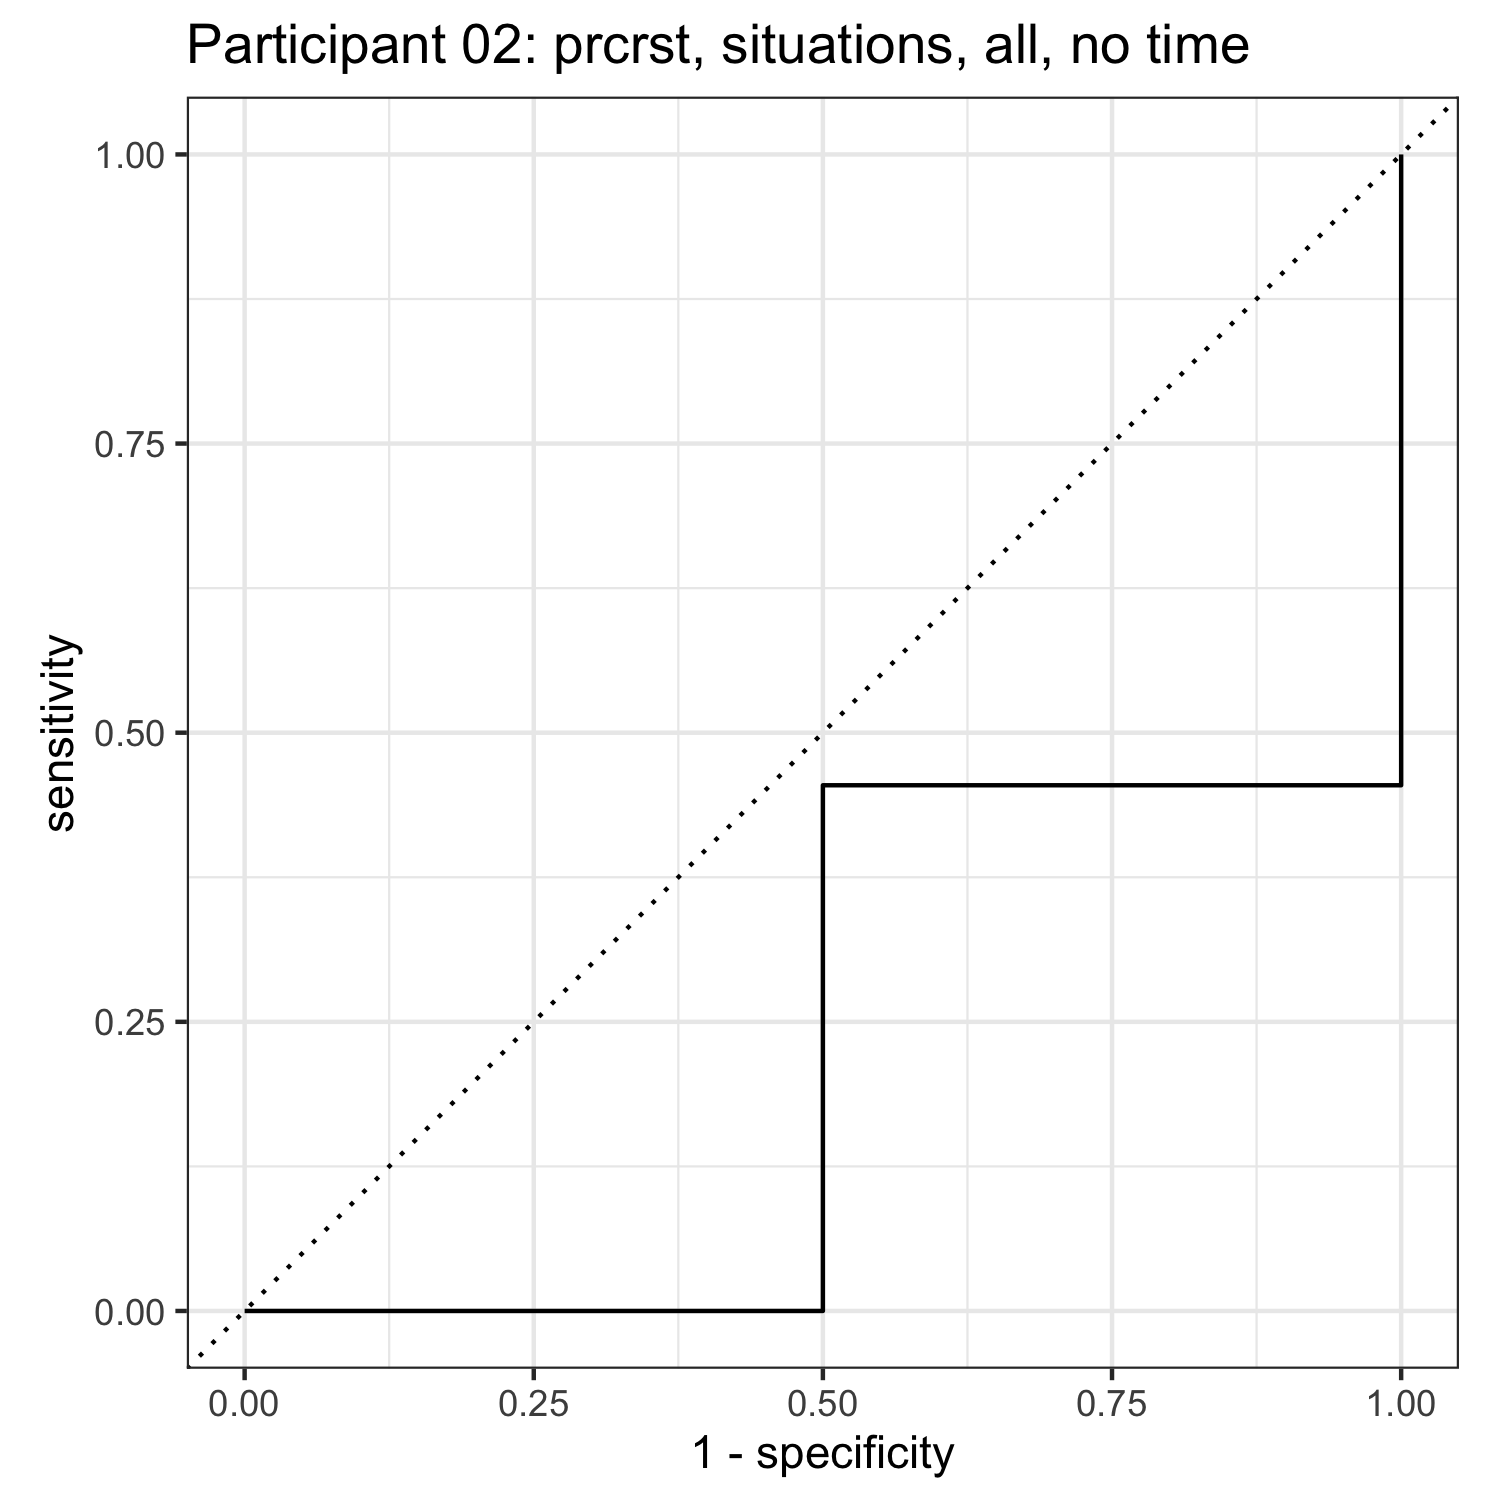 Participant 02: prcrst, situations, all, no time
1.00
0.75
0.50
0.25
0.00
sensitivity
0.00 0.25 0.50 0.75 1.00
1 - specificity